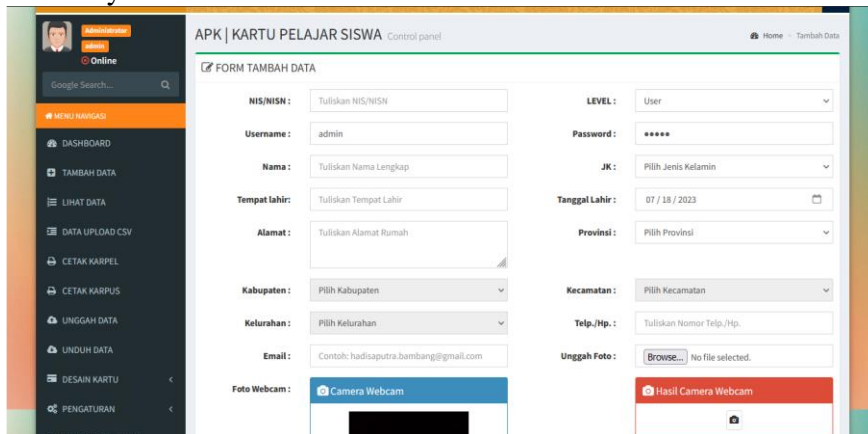 Administrator
admin
Online
Google Search...
MENU NAVIGASI
DASHBOARD
TAMBAH DATA
LIHAT DATA
DATA UPLOAD CSV
CETAK KARPEL
CETAK KARPUS
UNGGAH DATA
UNDUH DATA
DESAIN KARTU
PENGATURAN
APK | KARTU PELAJAR SISWA Control panel
Home - Tambah Data
FORM TAMBAH DATA
NIS/NISN : Tuliskan NIS/NISN LEVEL : User
Username : admin Password : •••••
Nama : Tuliskan Nama Lengkap JK : Pilih Jenis Kelamin
Tempat lahir: Tuliskan Tempat Lahir Tanggal Lahir : 07 / 18 / 2023
Alamat : Tuliskan Alamat Rumah Provinsi : Pilih Provinsi
Kabupaten : Pilih Kabupaten Kecamatan : Pilih Kecamatan
Kelurahan : Pilih Kelurahan Telp./Hp. : Tuliskan Nomor Telp./Hp.
Email : Contoh: hadisaputra.bambang@gmail.com Unggah Foto : Browse... No file selected.
Foto Webcam : Camera Webcam Hasil Camera Webcam